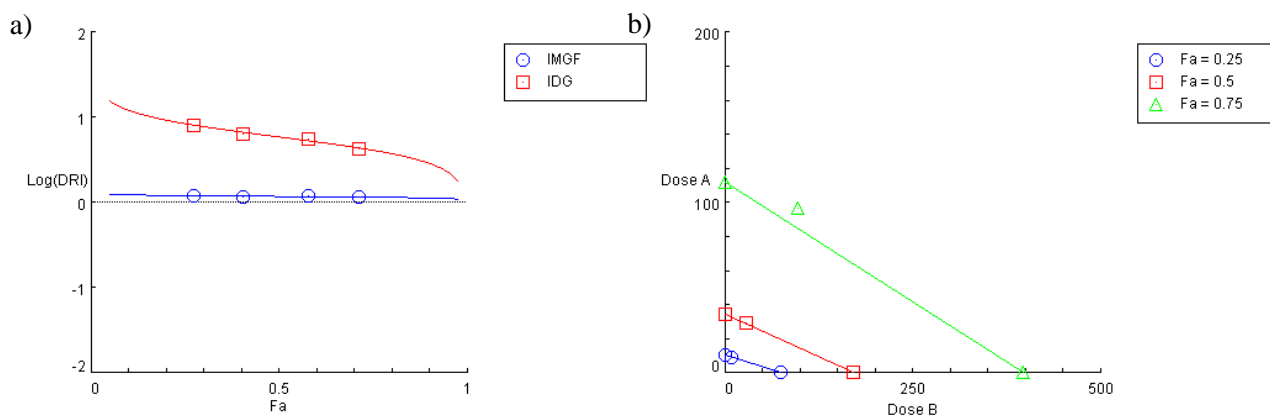 a)
2
1
Log(DRI)
0
-1
-2
0
0.5
1
Fa
IMGF
IDG
b)
200
Dose A
100
0
0
250
500
Dose B
Fa = 0.25
Fa = 0.5
Fa = 0.75